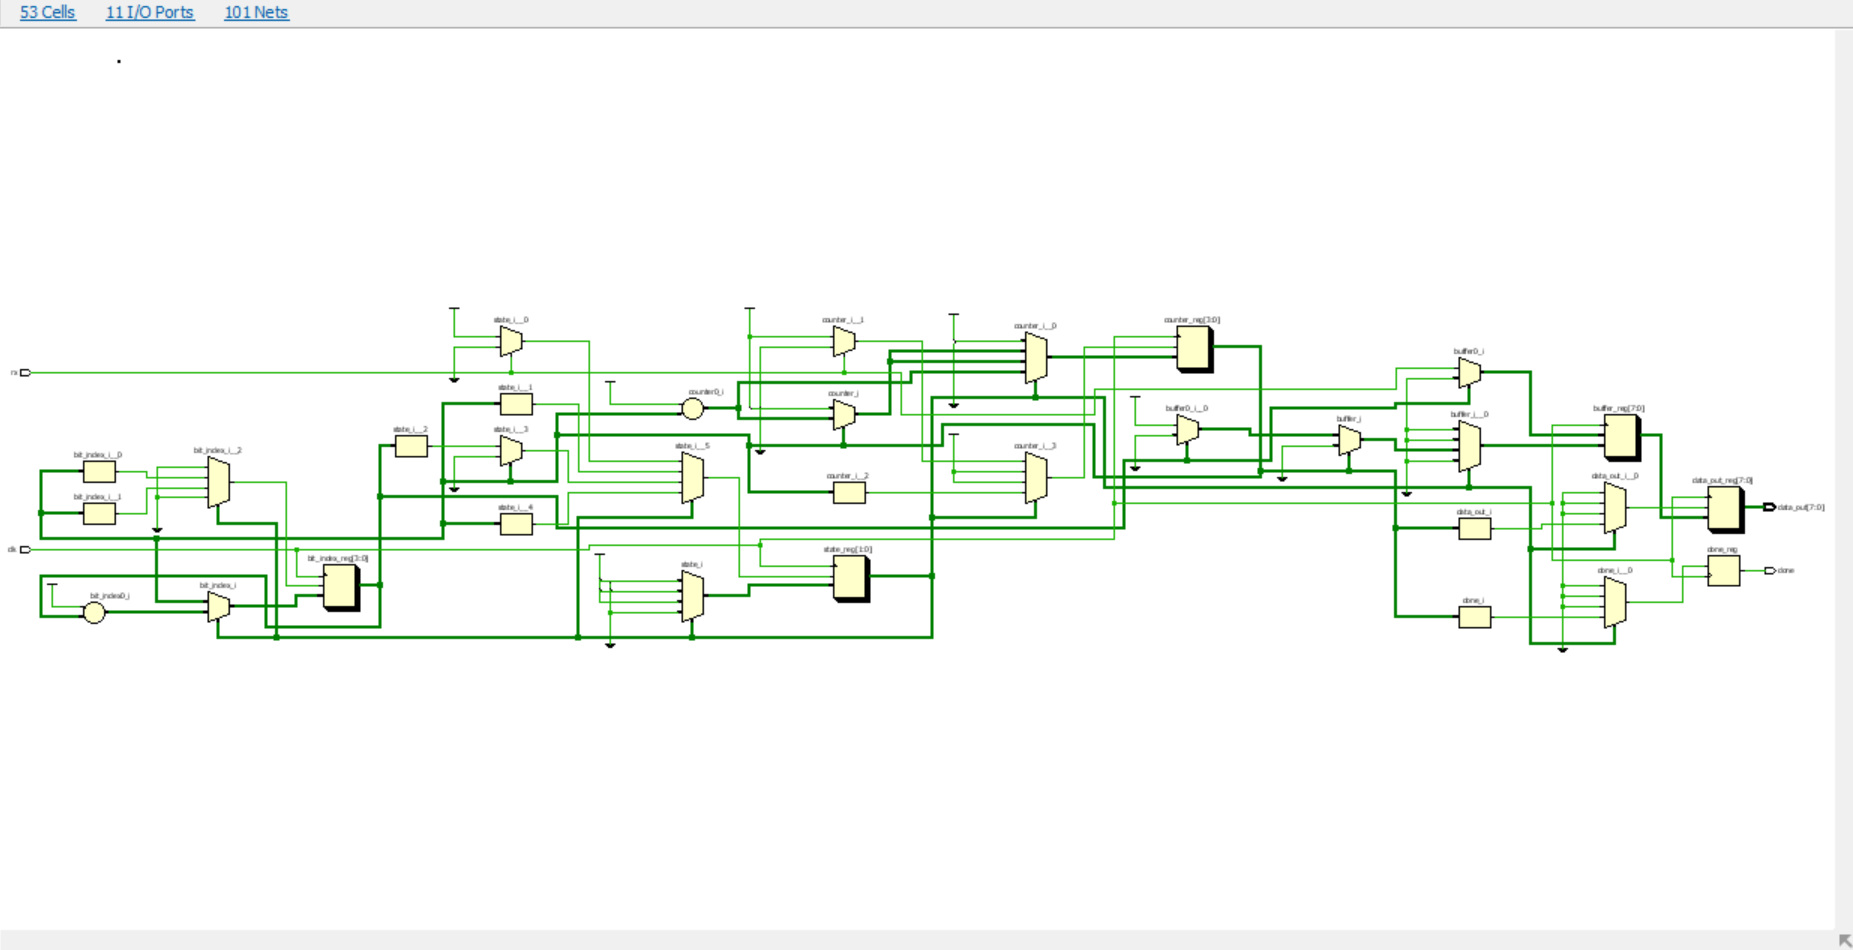 53 Cells 11 I/O Ports 101 Nets
state_i__0
counter_i__1
counter_reg[3:0]
counter_i__0
buffer0_i
rx
state_i__1
counter0_i
counter_i
buffer0_i__0
buffer_reg[7:0]
buffer_i__0
buffer_i
state_i__2
state_i__3
state_i__5
counter_i__3
bit_index_i__0
bit_index_i__2
counter_i__2
data_out_i__0
data_out_reg[7:0]
bit_index_i__1
state_i__4
data_out_i
data_out[7:0]
clk
bit_index_reg[3:0]
state_reg[1:0]
done_reg
state_i
done_i__0
done
bit_index_i
bit_index0_i
done_i